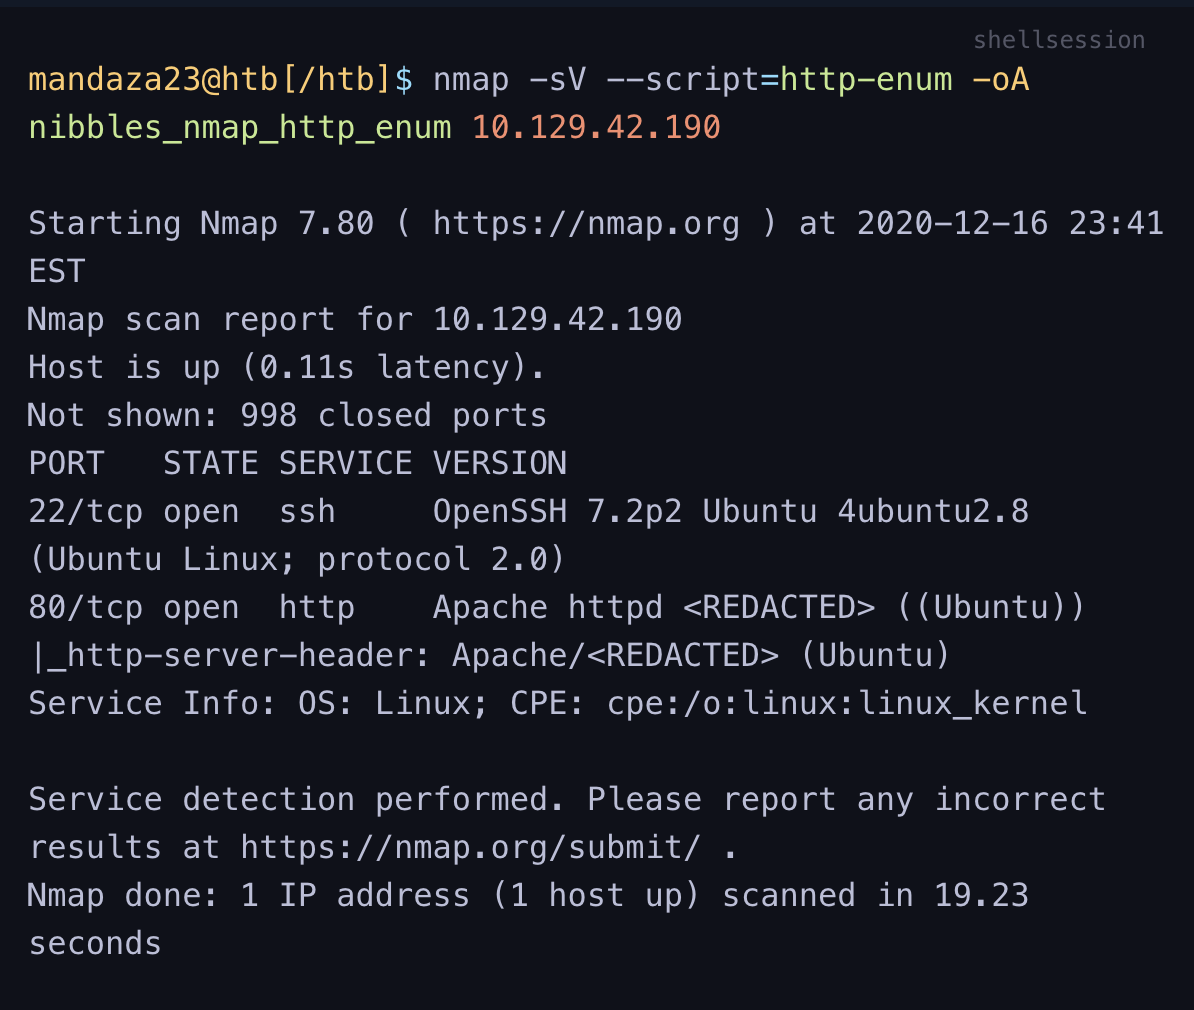 shellsession
mandaza23@htb[/htb]$ nmap -sV --script=http-enum -oA
nibbles_nmap_http_enum 10.129.42.190
Starting Nmap 7.80 ( https://nmap.org ) at 2020-12-16 23:41
EST
Nmap scan report for 10.129.42.190
Host is up (0.11s latency).
Not shown: 998 closed ports
PORT   STATE SERVICE VERSION
22/tcp open  ssh     OpenSSH 7.2p2 Ubuntu 4ubuntu2.8
(Ubuntu Linux; protocol 2.0)
80/tcp open  http    Apache httpd <REDACTED> ((Ubuntu))
|_http-server-header: Apache/<REDACTED> (Ubuntu)
Service Info: OS: Linux; CPE: cpe:/o:linux:linux_kernel
Service detection performed. Please report any incorrect
results at https://nmap.org/submit/ .
Nmap done: 1 IP address (1 host up) scanned in 19.23
seconds